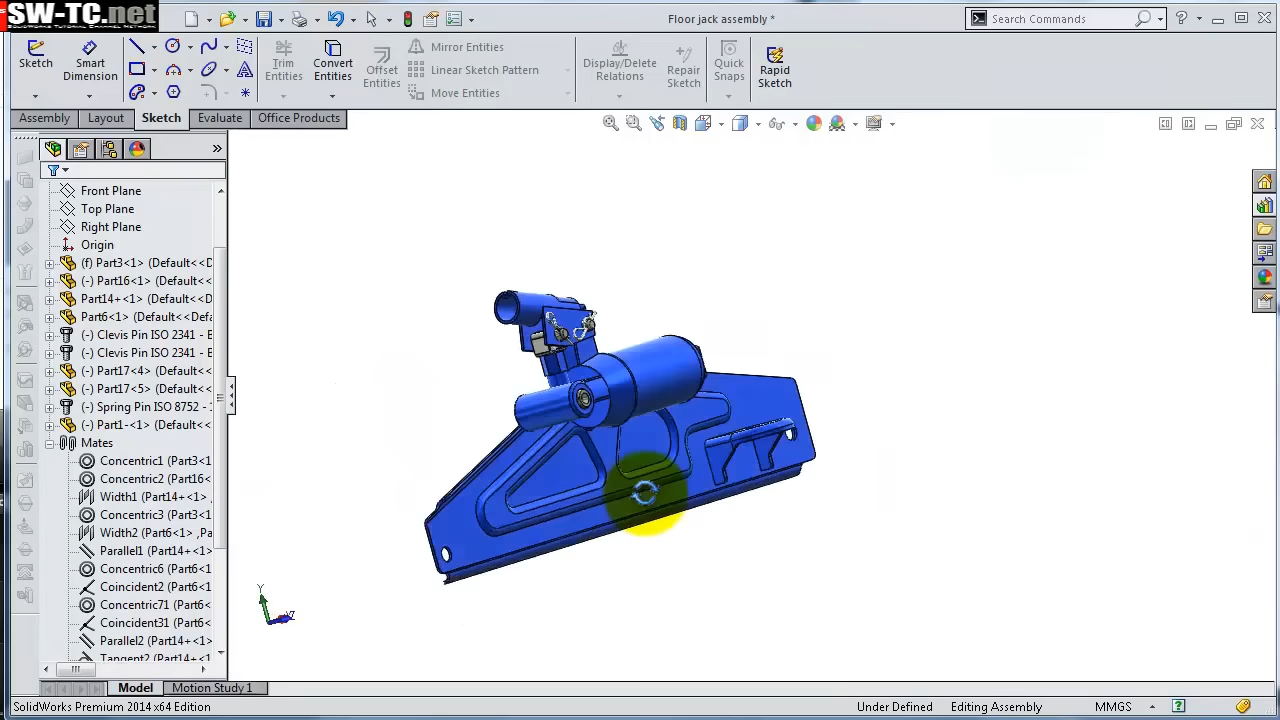 SW-TC.net
SOLIDWORKS TUTORIAL CHANNEL NETWORK
Floor jack assembly
Search Commands
Sketch
Smart Dimension
Trim Entities
Convert Entities
Offset Entities
Mirror Entities
Linear Sketch Pattern
Move Entities
Display/Delete Relations
Repair Sketch
Quick Snaps
Rapid Sketch
Assembly
Layout
Sketch
Evaluate
Office Products
Front Plane
Top Plane
Right Plane
Origin
(f) Part3<1> (Default<<D
(-) Part16<1> (Default<<
Part14+<1> (Default<<D
Part6<1> (Default<<Defa
(-) Clevis Pin ISO 2341 - B
(-) Clevis Pin ISO 2341 - B
(-) Part17<4> (Default<<
(-) Part17<5> (Default<<
(-) Spring Pin ISO 8752 -
(-) Part1-<1> (Default<<
Mates
Concentric1 (Part3<1
Concentric2 (Part16
Width1 (Part14+<1>
Concentric3 (Part3<1
Width2 (Part6<1> ,Pa
Parallel1 (Part14+<1>
Concentric6 (Part6<1
Coincident2 (Part6<1
Concentric71 (Part6<
Coincident31 (Part6<
Parallel2 (Part14+<1>
Tangent2 (Part14+<1
Y
Model
Motion Study 1
SolidWorks Premium 2014 x64 Edition
Under Defined
Editing Assembly
MMGS